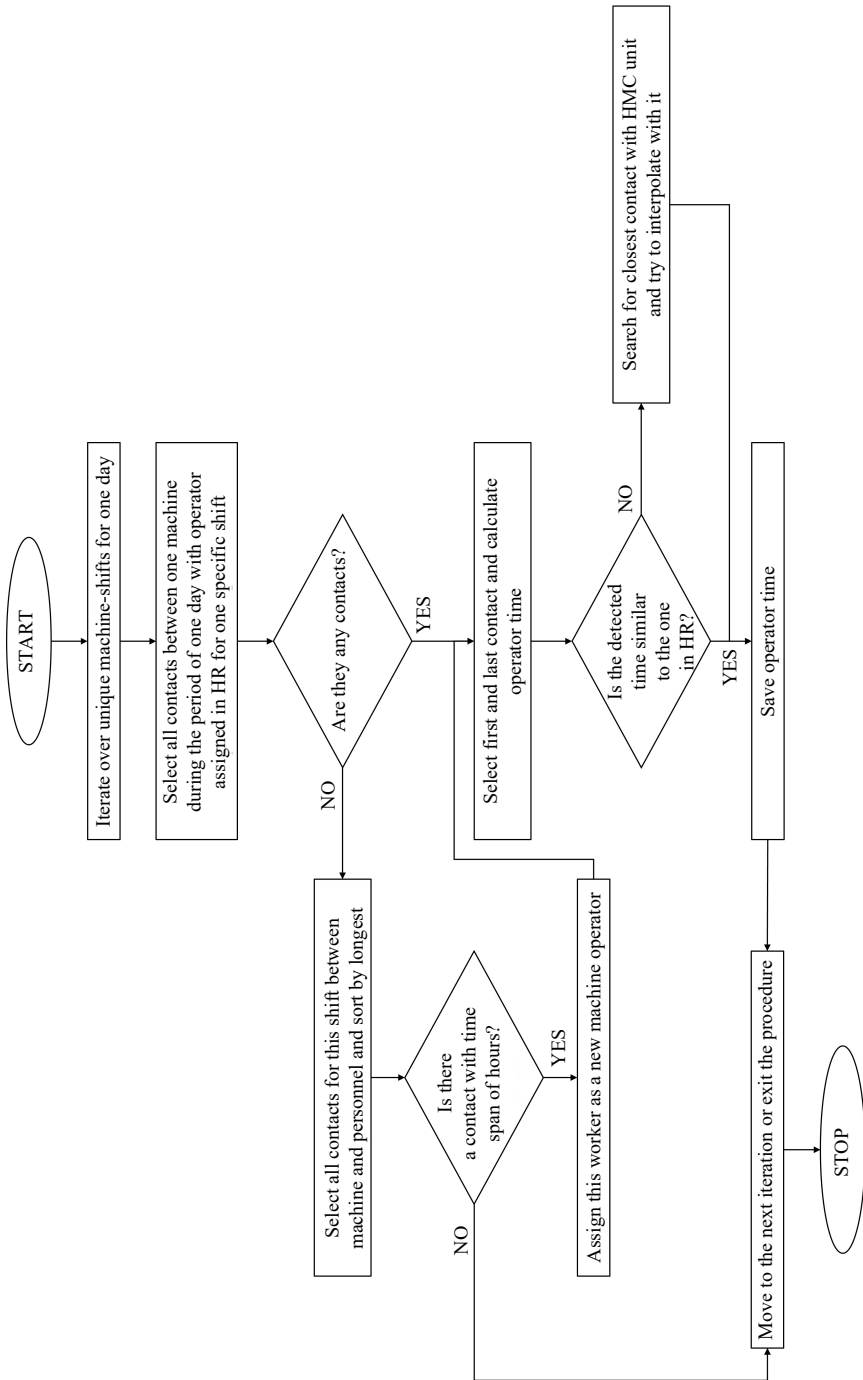 START
Iterate over unique machine-shifts for one day
Select all contacts between one machine
during the period of one day with operator
assigned in HR for one specific shift
Are they any contacts?
NO
YES
Select all contacts for this shift between
machine and personnel and sort by longest
Is there
a contact with time
span of hours?
NO
YES
Assign this worker as a new machine operator
Select first and last contact and calculate
operator time
Is the detected
time similar
to the one
in HR?
NO
YES
Search for closest contact with HMC unit
and try to interpolate with it
Save operator time
Move to the next iteration or exit the procedure
STOP